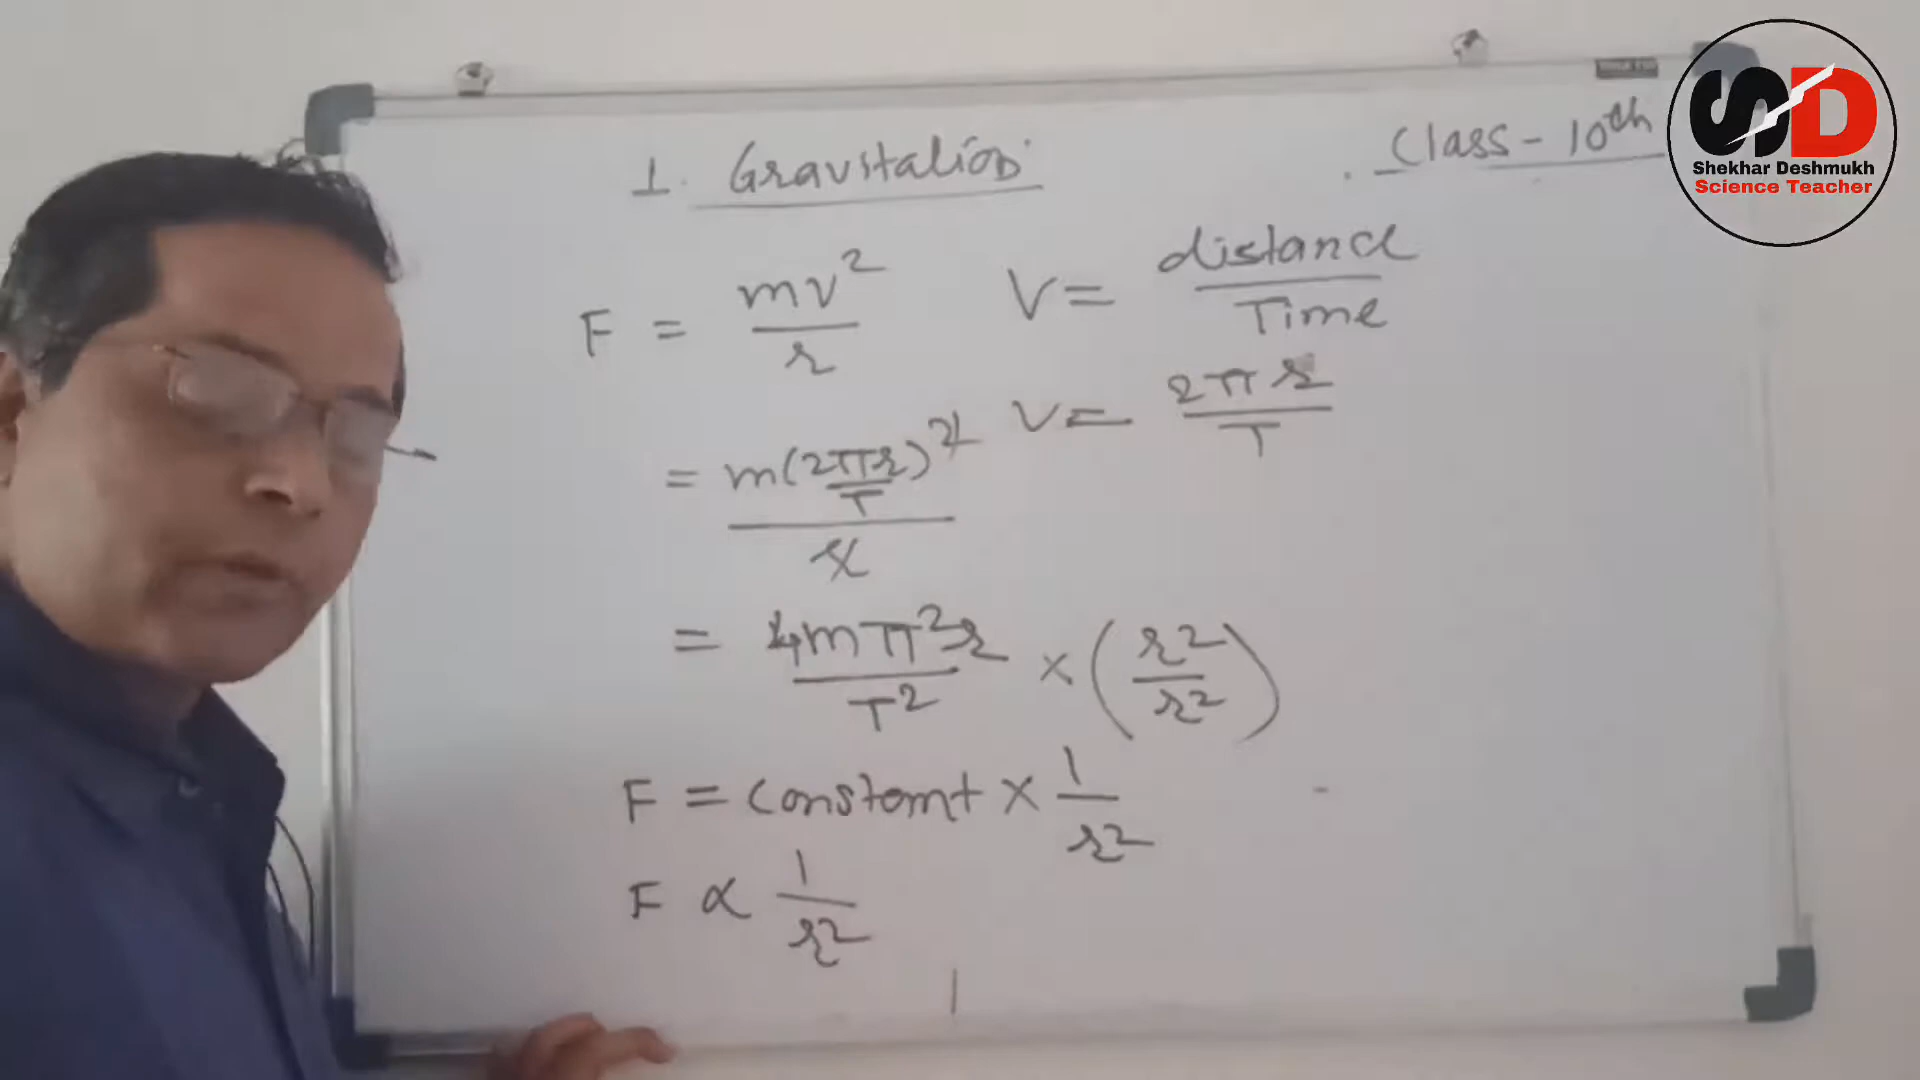 1. Gravitation
Class - 10th
SD
Shekhar Deshmukh
Science Teacher
F = mv²/r
V = distance/Time
V = 2πr/T
= m(2πr/T)²/r
= 4mπ²r/T² × (r²/r²)
F = Constant × 1/r²
F ∝ 1/r²